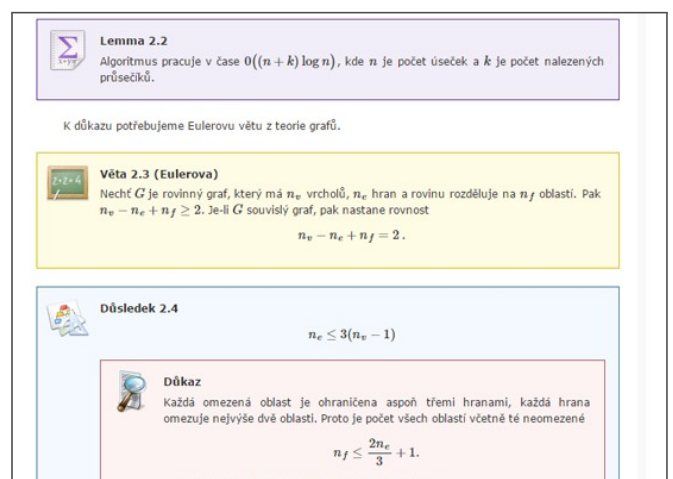 Lemma 2.2
Algoritmus pracuje v čase 0((n + k) log n), kde n je počet úseček a k je počet nalezených
průsečíků.
K důkazu potřebujeme Eulerovu větu z teorie grafů.
2+2=4
Věta 2.3 (Eulerova)
Nechť G je rovinný graf, který má n_v vrcholů, n_e hran a rovinu rozděluje na n_f oblastí. Pak
n_v − n_e + n_f ≥ 2. Je-li G souvislý graf, pak nastane rovnost
n_v − n_e + n_f = 2 .
Důsledek 2.4
n_e ≤ 3(n_v − 1)
Důkaz
Každá omezená oblast je ohraničena aspoň třemi hranami, každá hrana
omezuje nejvýše dvě oblasti. Proto je počet všech oblastí včetně té neomezené
n_f ≤ 2n_e/3 + 1.